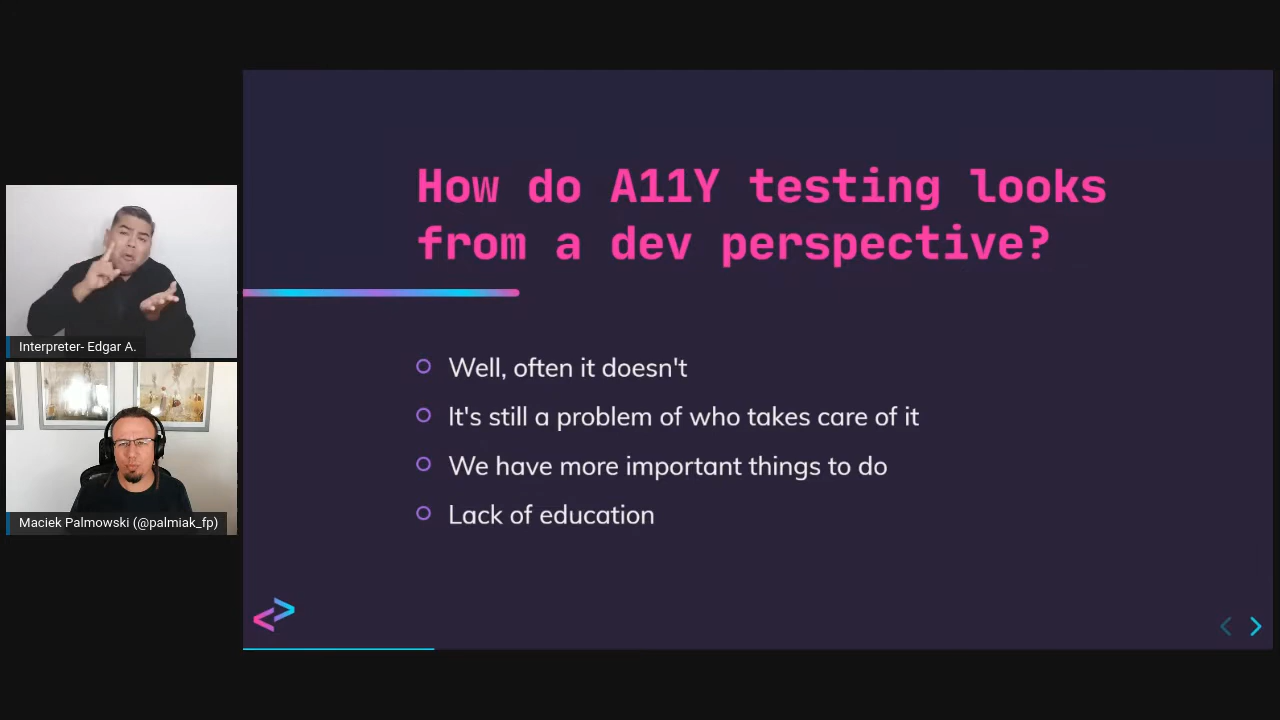 How do A11Y testing looks
from a dev perspective?
Well, often it doesn't
It's still a problem of who takes care of it
We have more important things to do
Lack of education
Interpreter- Edgar A.
Maciek Palmowski (@palmiak_fp)